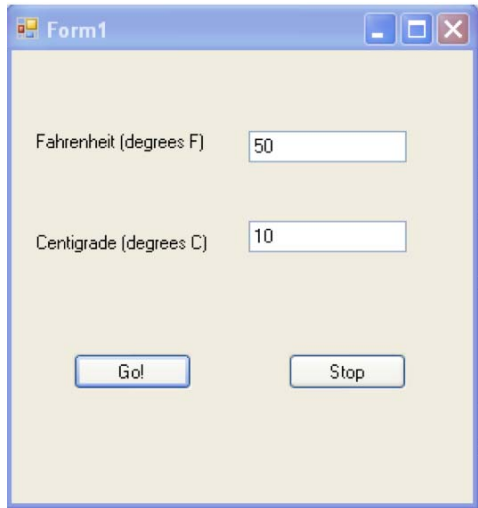 Form1
Fahrenheit (degrees F) 50
Centigrade (degrees C) 10
Go! Stop